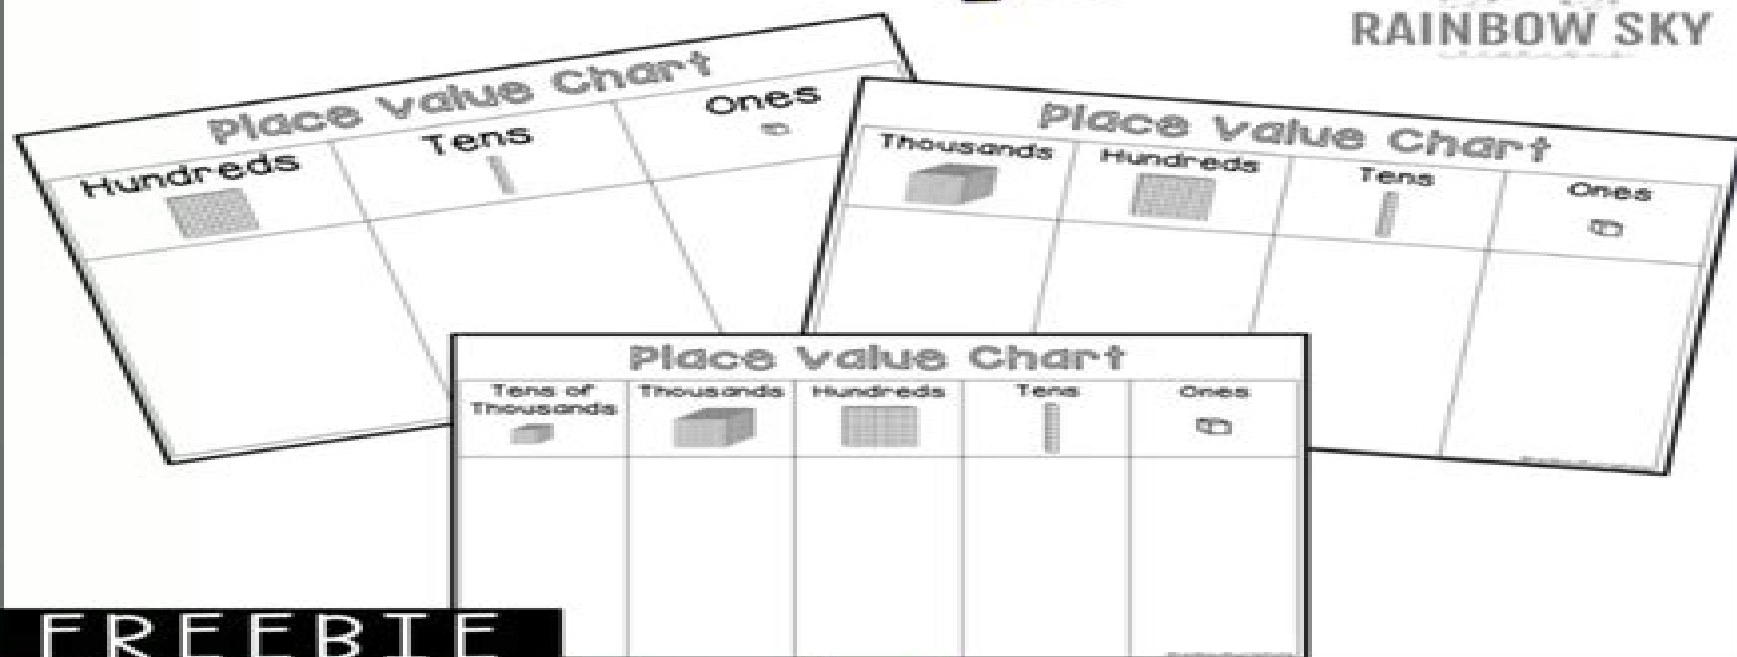 RAINBOW SKY
Place Value Chart
Hundreds
Tens
Ones
Place Value Chart
Thousands
Hundreds
Tens
Ones
Place Value Chart
Tens of
Thousands
Thousands
Hundreds
Tens
Ones
FREEBIE